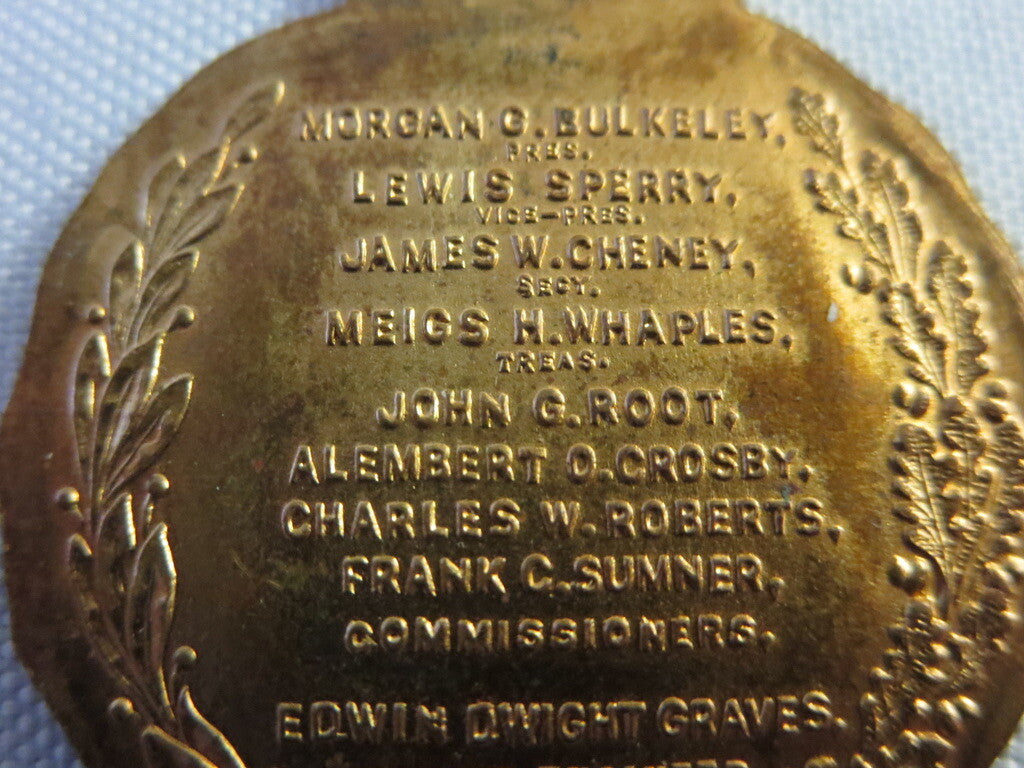 MORGAN G. BULKELEY,
PRES.
LEWIS SPERRY,
VICE-PRES.
JAMES W. CHENEY,
SECY.
MEIGS H. WHAPLES,
TREAS.
JOHN G. ROOT,
ALEMBERT O. CROSBY,
CHARLES W. ROBERTS,
FRANK C. SUMNER,
COMMISSIONERS.
EDWIN DWIGHT GRAVES.